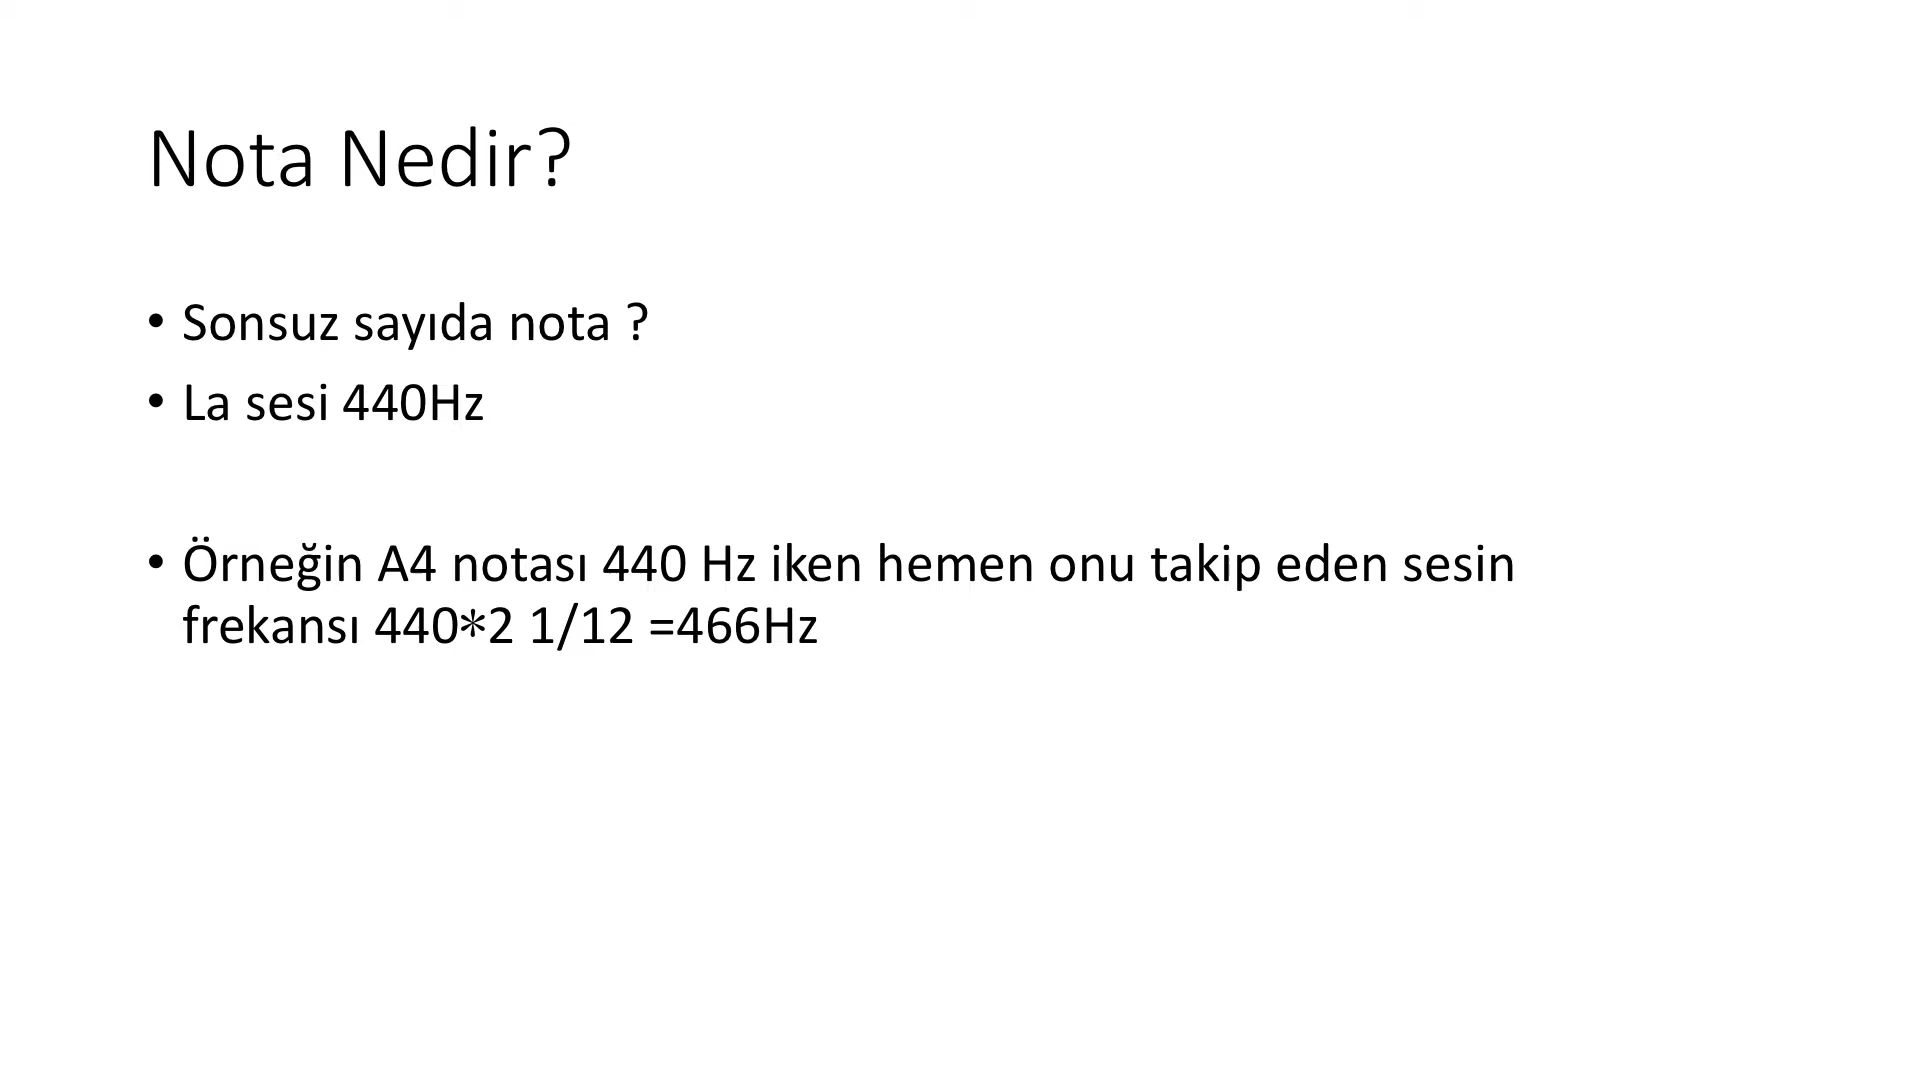 Nota Nedir?
• Sonsuz sayıda nota ?
• La sesi 440Hz
• Örneğin A4 notası 440 Hz iken hemen onu takip eden sesin
frekansı 440*2 1/12 =466Hz